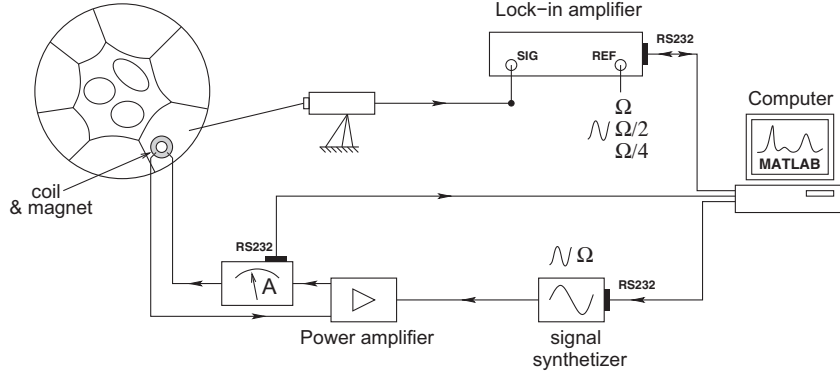 Lock-in amplifier
SIG
REF
RS232
Ω
Ω/2
Ω/4
Computer
MATLAB
coil
& magnet
RS232
A
Power amplifier
Ω
RS232
signal
synthetizer